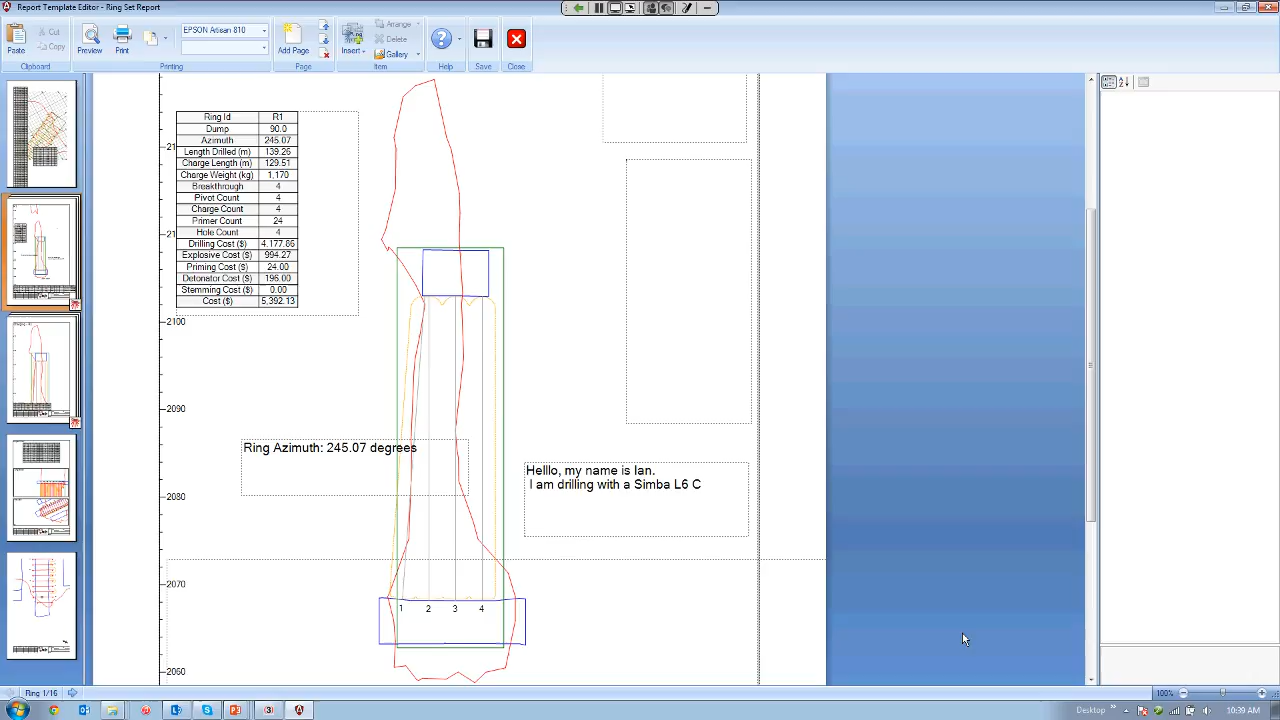 Report Template Editor - Ring Set Report
Paste
Cut
Copy
Clipboard
Preview
Print
EPSON Artisan 810
Printing
Add Page
Page
Insert
Arrange
Delete
Gallery
Item
Help
Help
Save
Save
Close
Close
Ring Id R1
Dump 90.0
Azimuth 245.07
Length Drilled (m) 139.26
Charge Length (m) 129.51
Charge Weight (kg) 1,170
Breakthrough 4
Pivot Count 4
Charge Count 4
Primer Count 24
Hole Count 4
Drilling Cost ($) 4,177.86
Explosive Cost ($) 994.27
Priming Cost ($) 24.00
Detonator Cost ($) 196.00
Stemming Cost ($) 0.00
Cost ($) 5,392.13
21
21
2100
2090
2080
2070
2060
Ring Azimuth: 245.07 degrees
Helllo, my name is Ian.
I am drilling with a Simba L6 C
1 2 3 4
Ring 1/16
100%
Desktop
10:39 AM